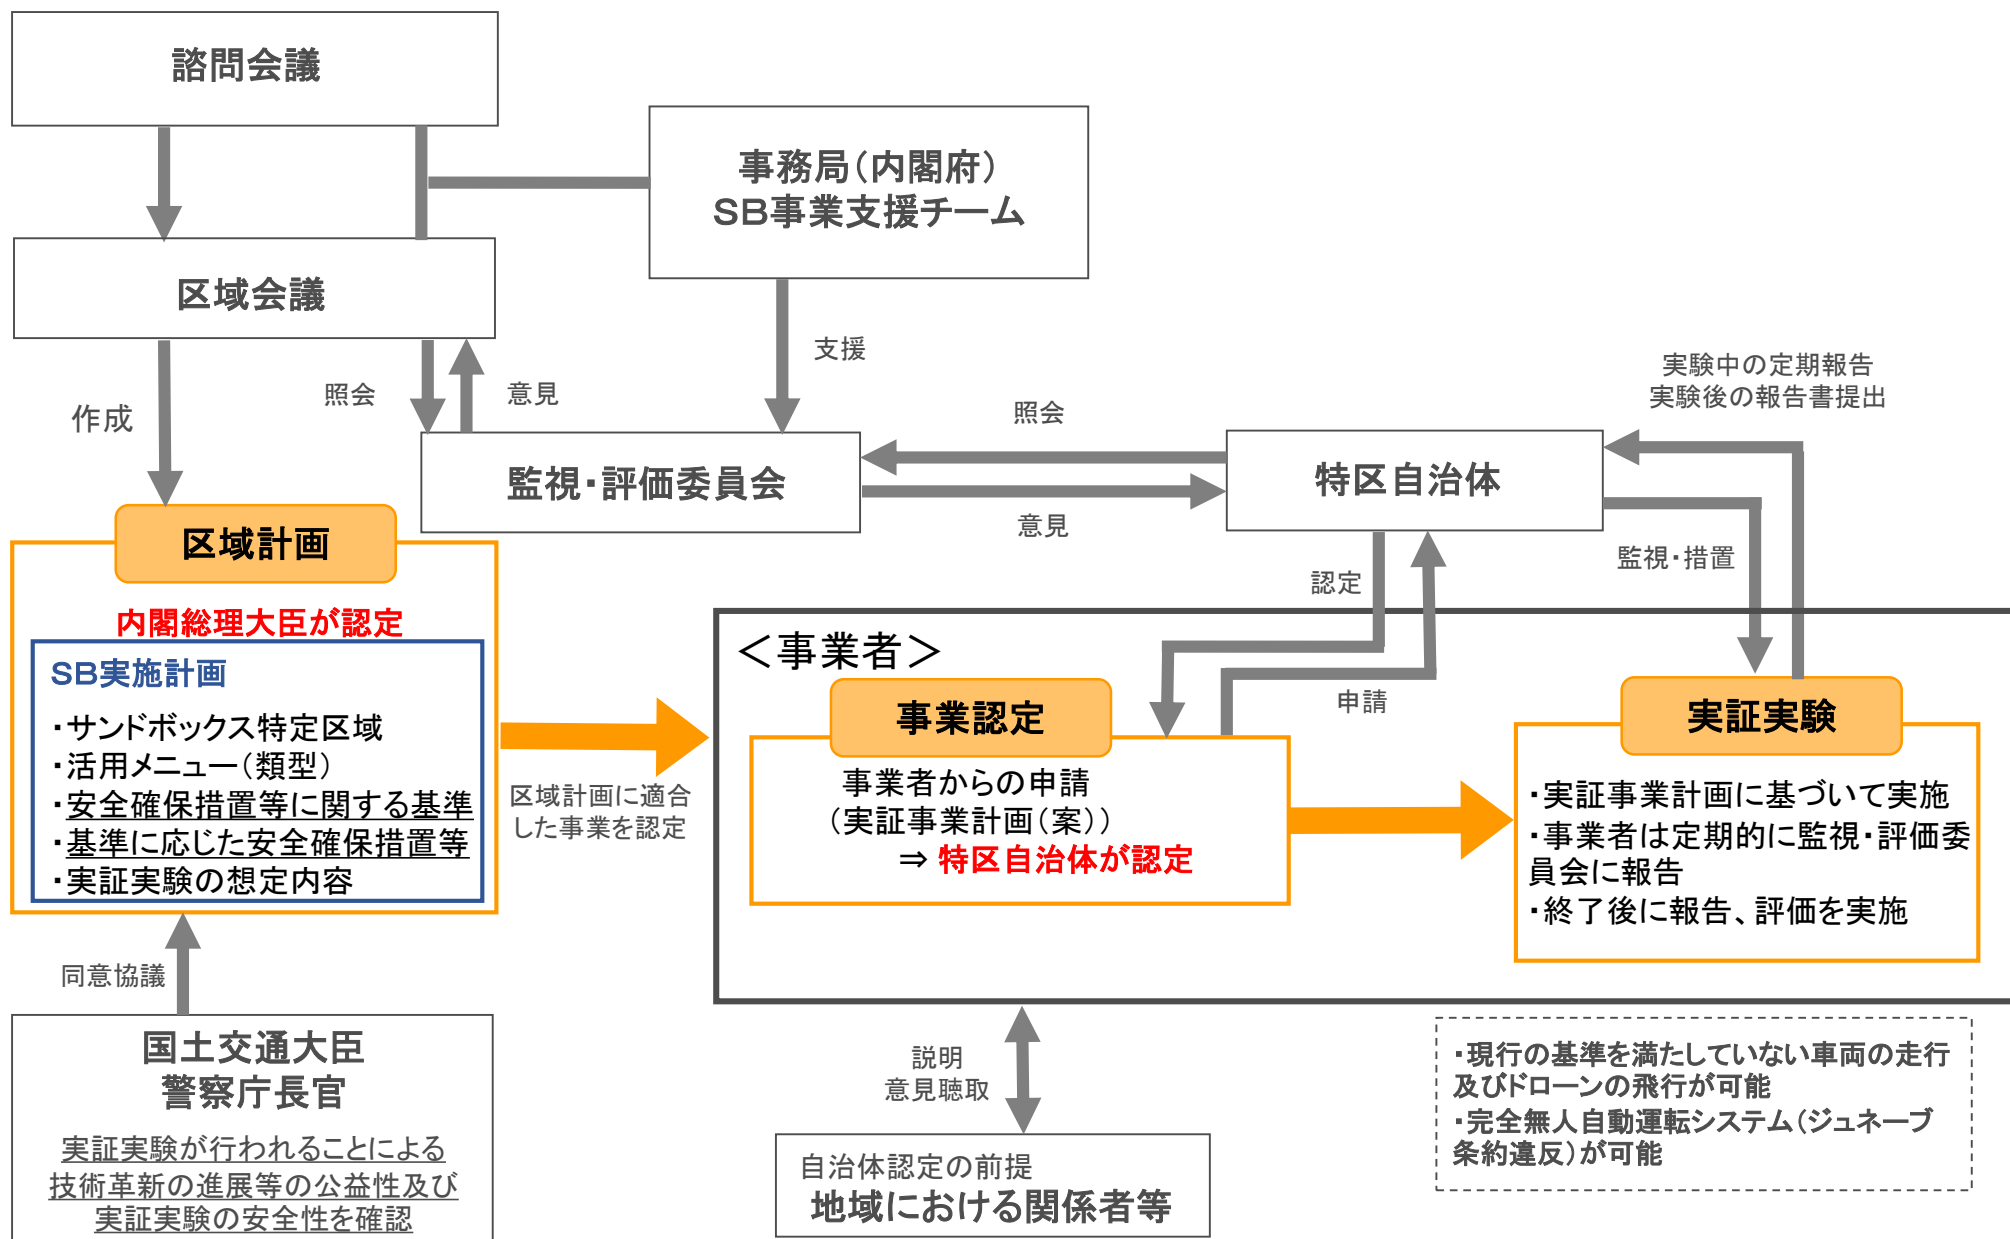 諮問会議
事務局（内閣府）
SB事業支援チーム
区域会議
支援
照会
意見
作成
実験中の定期報告
実験後の報告書提出
照会
監視・評価委員会
特区自治体
意見
区域計画
監視・措置
認定
内閣総理大臣が認定
SB実施計画
・サンドボックス特定区域
・活用メニュー（類型）
・安全確保措置等に関する基準
・基準に応じた安全確保措置等
・実証実験の想定内容
＜事業者＞
申請
区域計画に適合
した事業を認定
事業認定
事業者からの申請
（実証事業計画（案））
⇒ 特区自治体が認定
実証実験
・実証事業計画に基づいて実施
・事業者は定期的に監視・評価委
員会に報告
・終了後に報告、評価を実施
同意協議
国土交通大臣
警察庁長官
実証実験が行われることによる
技術革新の進展等の公益性及び
実証実験の安全性を確認
説明
意見聴取
自治体認定の前提
地域における関係者等
・現行の基準を満たしていない車両の走行
及びドローンの飛行が可能
・完全無人自動運転システム（ジュネーブ
条約違反）が可能